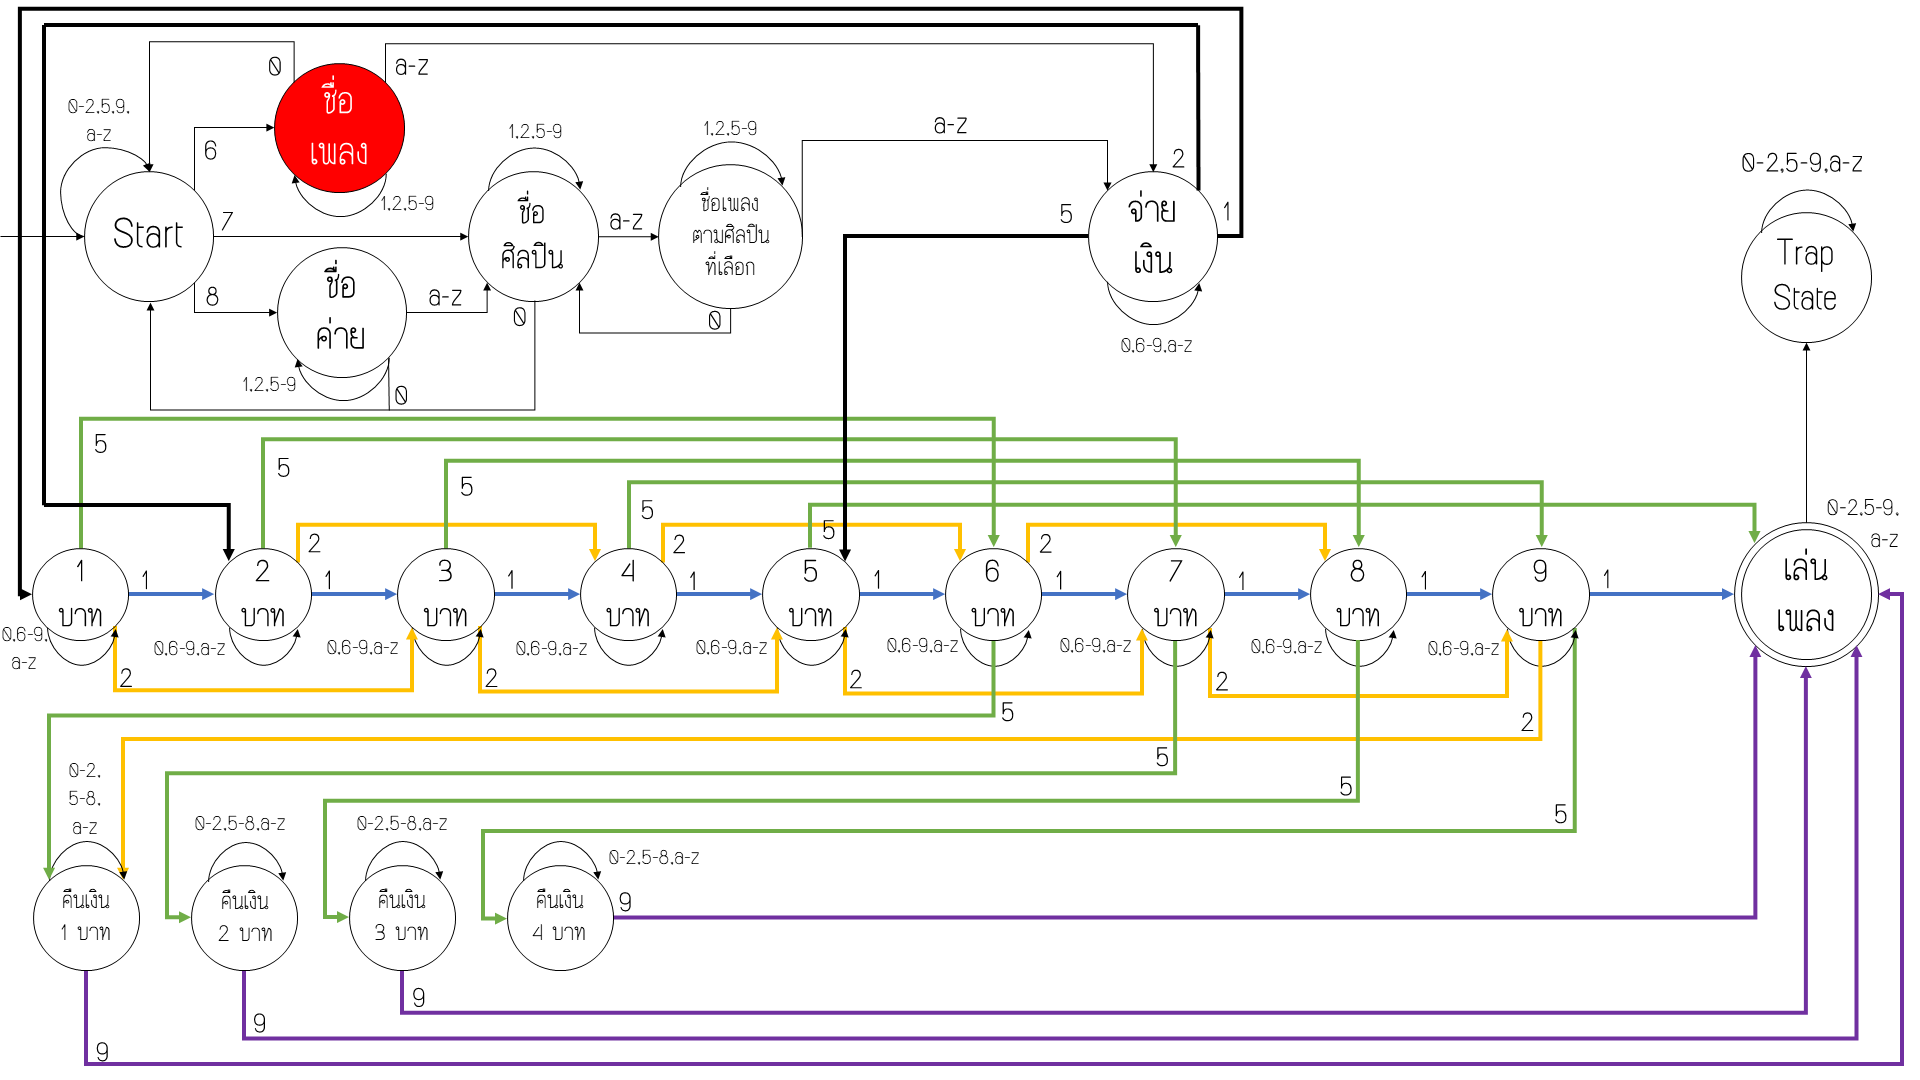 0
a-z
ชื่อ
เพลง
0-2,5,9,
a-z
6
1,2,5-9
1,2,5-9
1,2,5-9
a-z
2
0-2,5-9,a-z
Start
7
ชื่อ
ศิลปิน
a-z
ชื่อเพลง
ตามศิลปิน
ที่เลือก
5
จ่าย
เงิน
1
Trap
State
8
ชื่อ
ค่าย
a-z
0
0
0,6-9,a-z
1,2,5-9
0
5
5
5
5
5
2
2
2
0-2,5-9,
a-z
1
บาท
1
2
บาท
1
3
บาท
1
4
บาท
1
5
บาท
1
6
บาท
1
7
บาท
1
8
บาท
1
9
บาท
1
เล่น
เพลง
0,6-9,
a-z
0,6-9,a-z
0,6-9,a-z
0,6-9,a-z
0,6-9,a-z
0,6-9,a-z
0,6-9,a-z
0,6-9,a-z
0,6-9,a-z
2
2
2
2
5
2
5
5
5
0-2,
5-8,
a-z
0-2,5-8,a-z
0-2,5-8,a-z
0-2,5-8,a-z
คืนเงิน
1 บาท
คืนเงิน
2 บาท
คืนเงิน
3 บาท
คืนเงิน
4 บาท
9
9
9
9